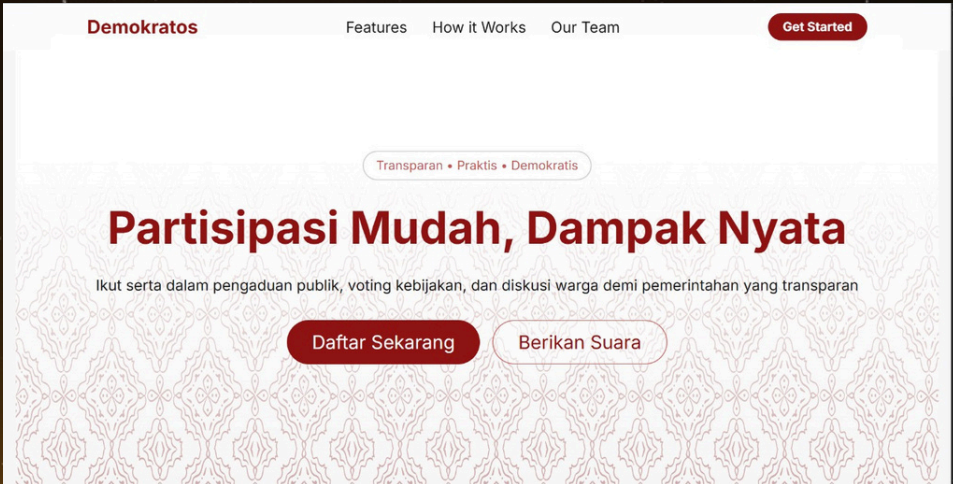 Demokratos
Features
How it Works
Our Team
Get Started
Transparan • Praktis • Demokratis
Partisipasi Mudah, Dampak Nyata
Ikut serta dalam pengaduan publik, voting kebijakan, dan diskusi warga demi pemerintahan yang transparan
Daftar Sekarang
Berikan Suara